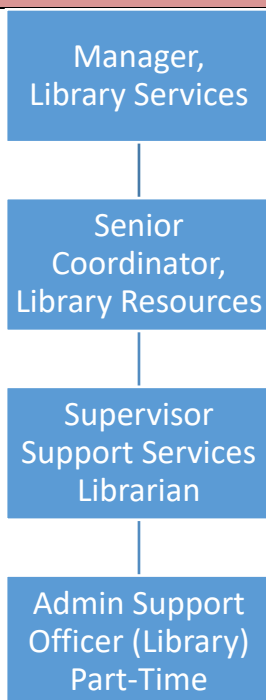 Manager,
Library Services
Senior
Coordinator,
Library Resources
Supervisor
Support Services
Librarian
Admin Support
Officer (Library)
Part-Time